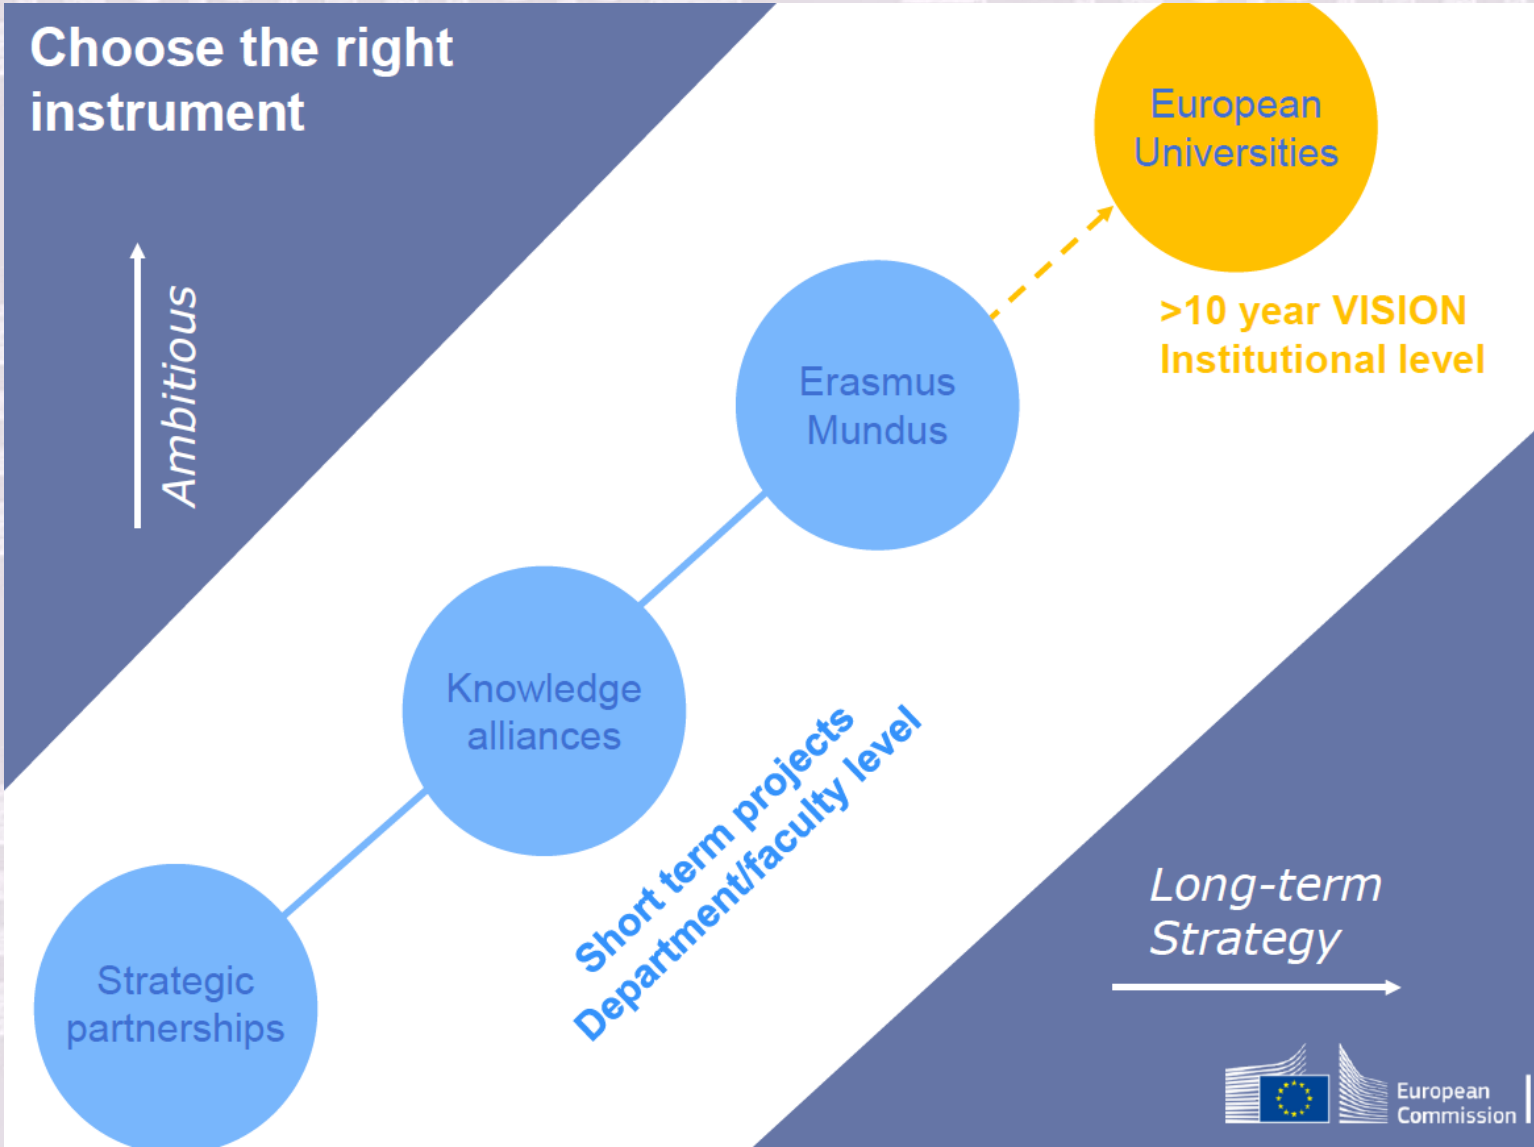 Choose the right
instrument
European
Universities
>10 year VISION
Institutional level
Ambitious
Erasmus
Mundus
Knowledge
alliances
Short term projects
Department/faculty level
Strategic
partnerships
Long-term
Strategy
European
Commission